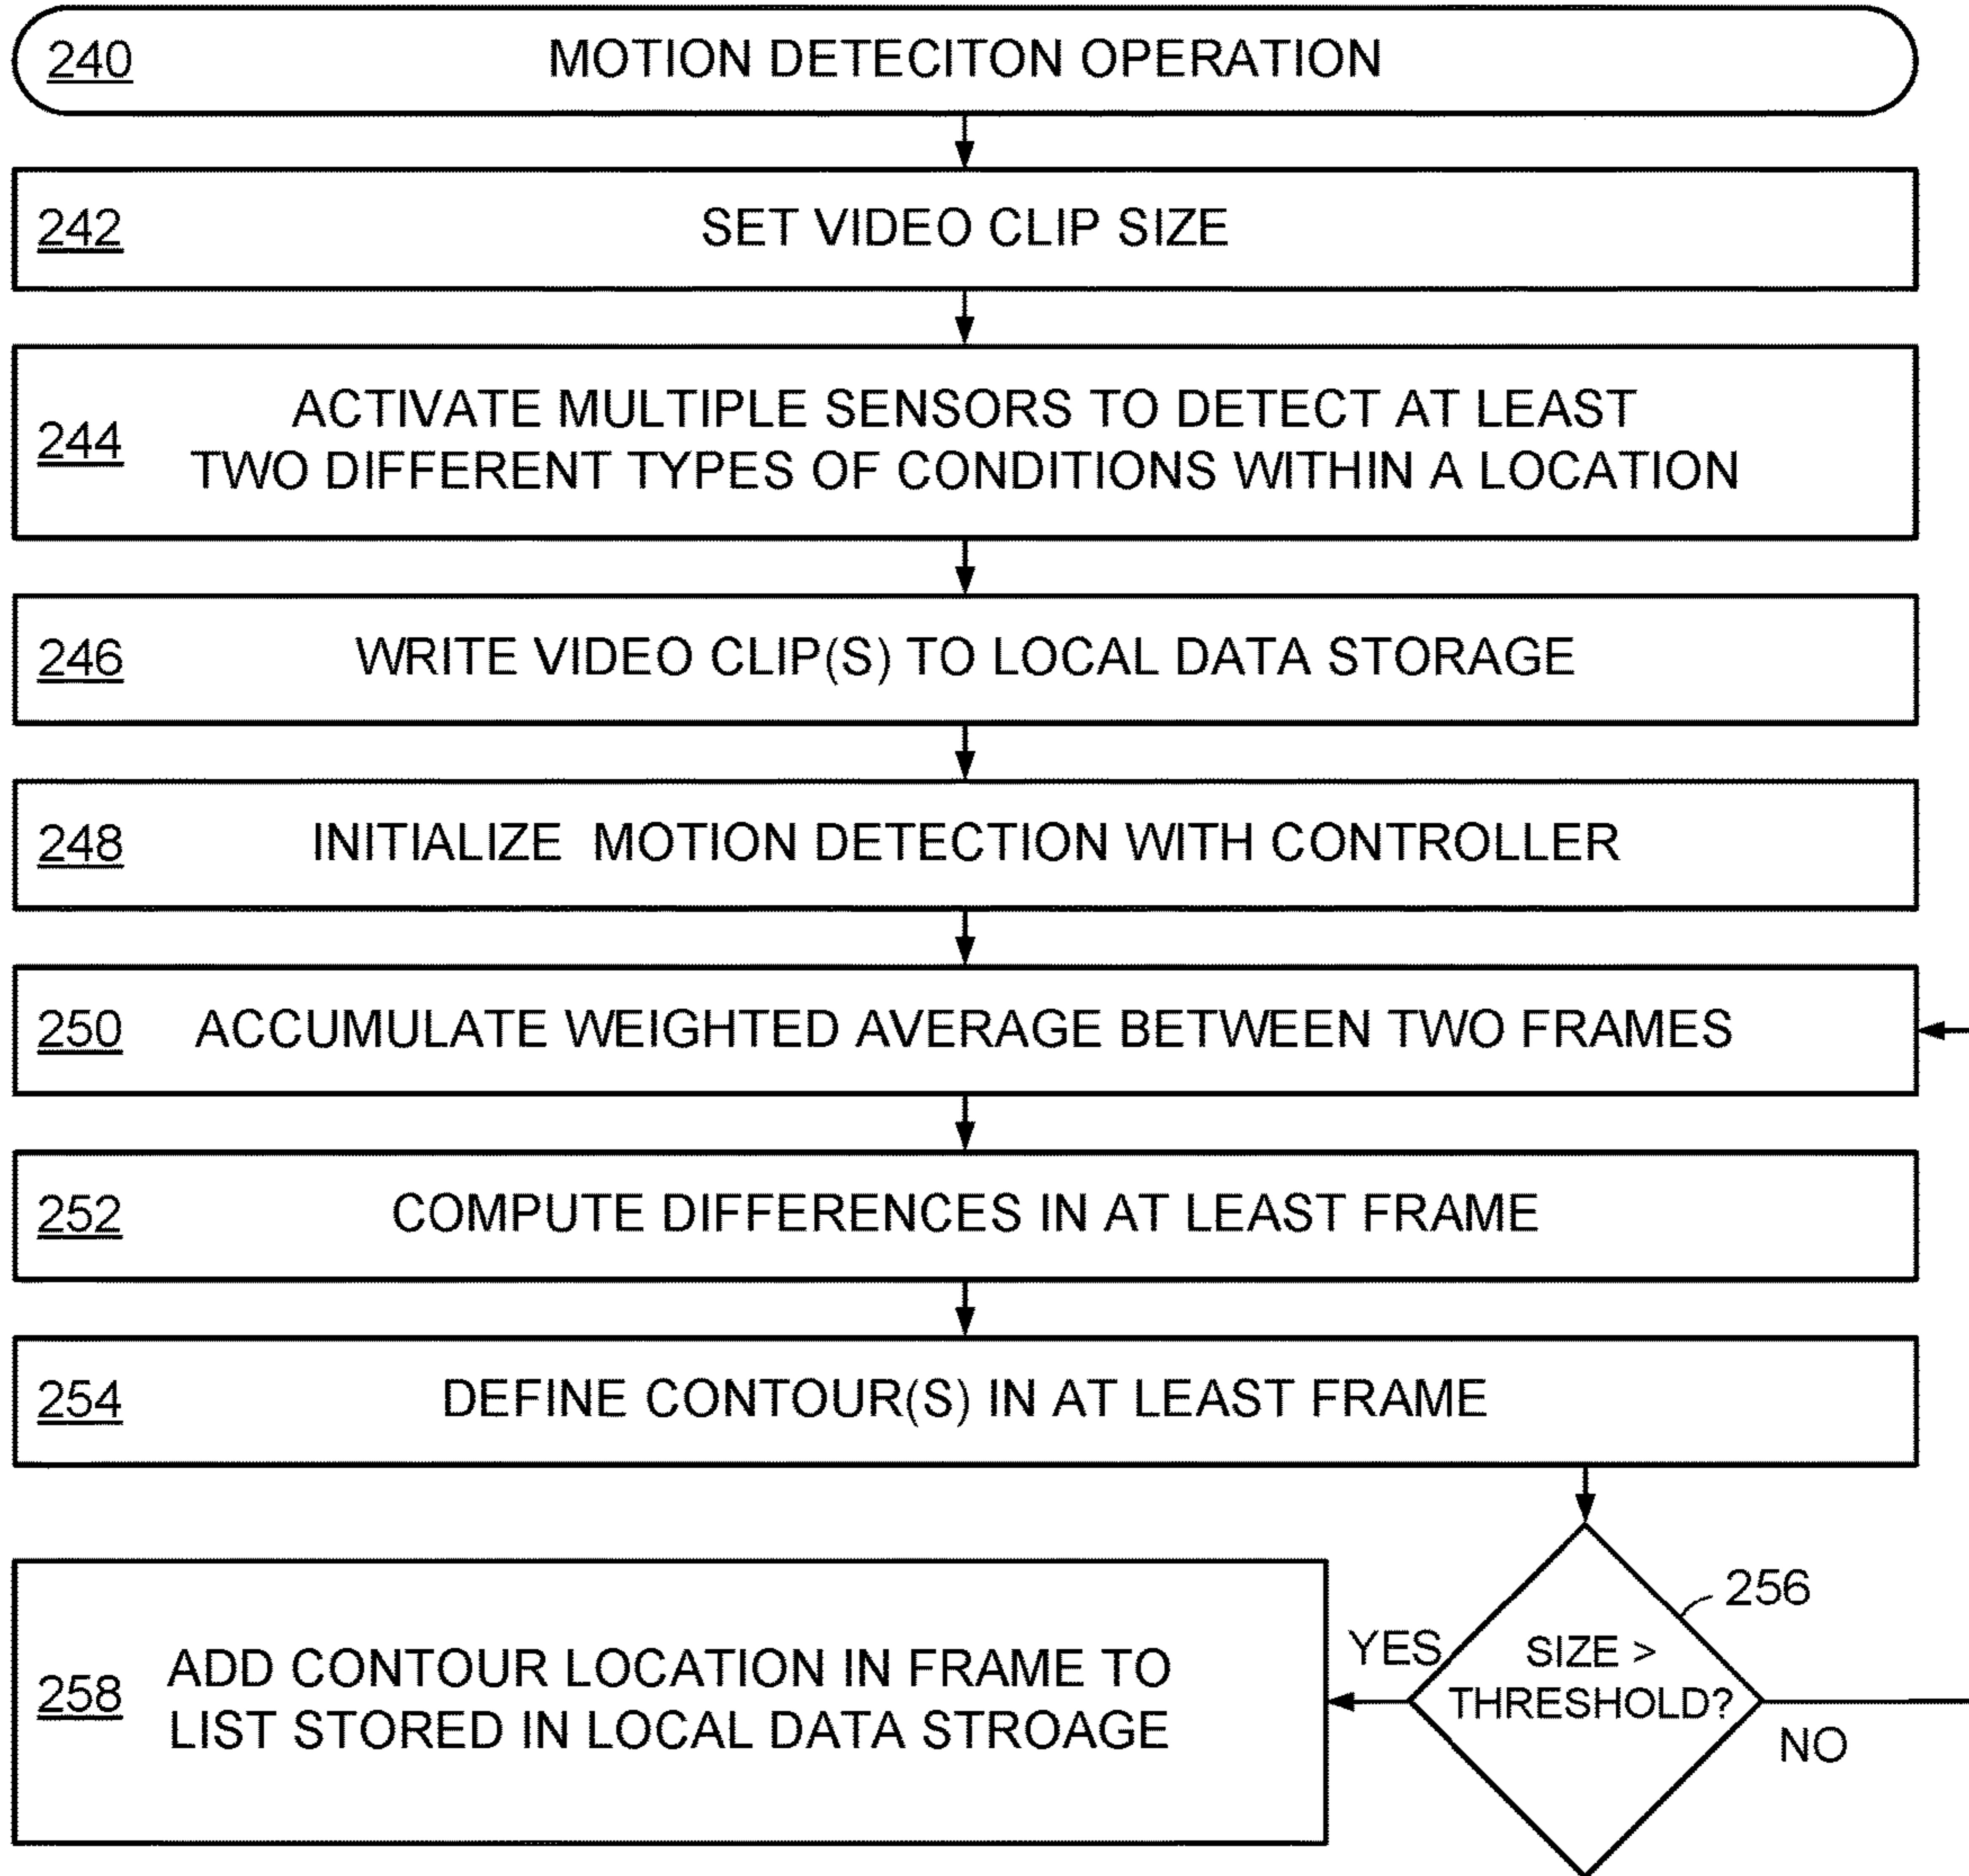 240 MOTION DETECITON OPERATION
242 SET VIDEO CLIP SIZE
244 ACTIVATE MULTIPLE SENSORS TO DETECT AT LEAST
TWO DIFFERENT TYPES OF CONDITIONS WITHIN A LOCATION
246 WRITE VIDEO CLIP(S) TO LOCAL DATA STORAGE
248 INITIALIZE MOTION DETECTION WITH CONTROLLER
250 ACCUMULATE WEIGHTED AVERAGE BETWEEN TWO FRAMES
252 COMPUTE DIFFERENCES IN AT LEAST FRAME
254 DEFINE CONTOUR(S) IN AT LEAST FRAME
256
SIZE >
THRESHOLD?
YES
NO
258 ADD CONTOUR LOCATION IN FRAME TO
LIST STORED IN LOCAL DATA STROAGE